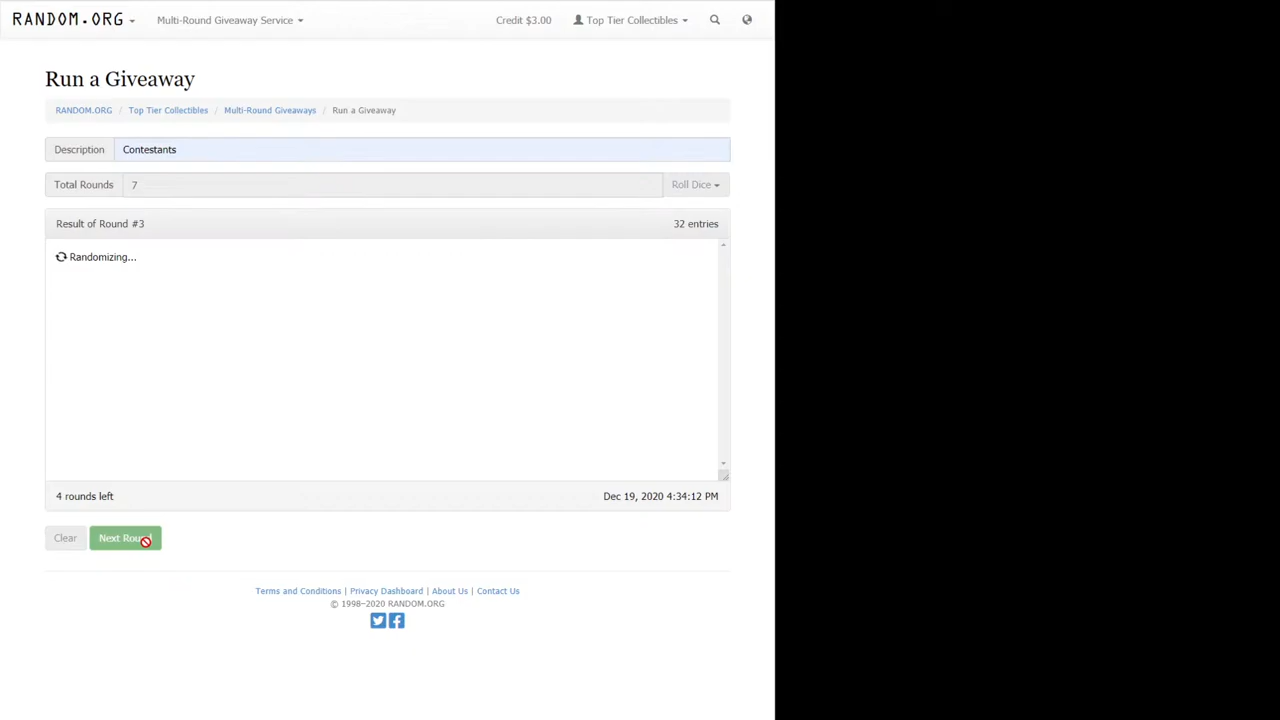 RANDOM.ORG Multi-Round Giveaway Service Credit $3.00 Top Tier Collectibles
Run a Giveaway
RANDOM.ORG / Top Tier Collectibles / Multi-Round Giveaways / Run a Giveaway
Description Contestants
Total Rounds 7 Roll Dice
Result of Round #3 32 entries
Randomizing...
4 rounds left Dec 19, 2020 4:34:12 PM
Clear Next Round
Terms and Conditions | Privacy Dashboard | About Us | Contact Us
© 1998–2020 RANDOM.ORG